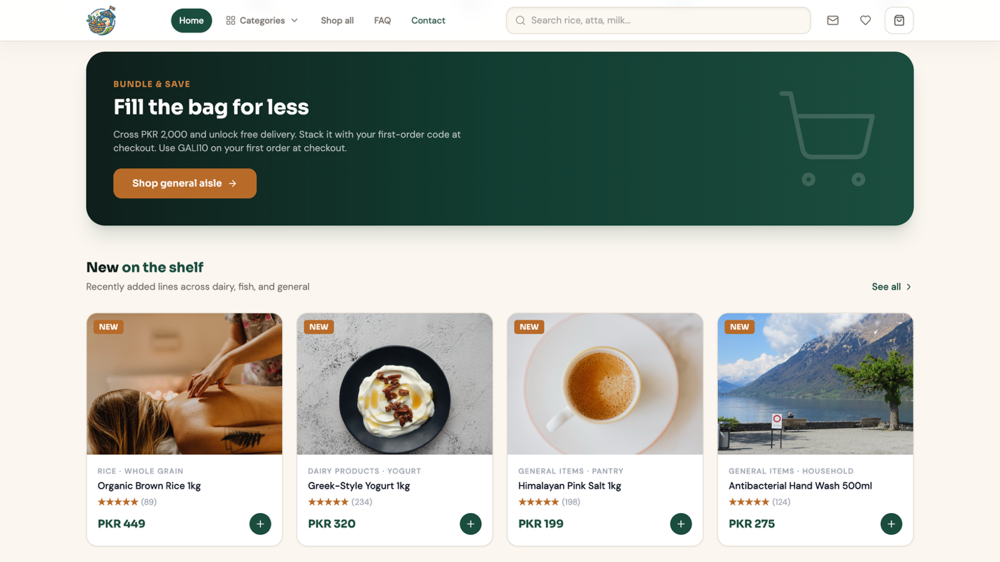 Home
Categories
Shop all
FAQ
Contact
Search rice, atta, milk...
BUNDLE & SAVE
Fill the bag for less
Cross PKR 2,000 and unlock free delivery. Stack it with your first-order code at
checkout. Use GALI10 on your first order at checkout.
Shop general aisle
New on the shelf
Recently added lines across dairy, fish, and general
See all
NEW
RICE · WHOLE GRAIN
Organic Brown Rice 1kg
(89)
PKR 449
NEW
DAIRY PRODUCTS · YOGURT
Greek-Style Yogurt 1kg
(234)
PKR 320
NEW
GENERAL ITEMS · PANTRY
Himalayan Pink Salt 1kg
(198)
PKR 199
NEW
GENERAL ITEMS · HOUSEHOLD
Antibacterial Hand Wash 500ml
(124)
PKR 275